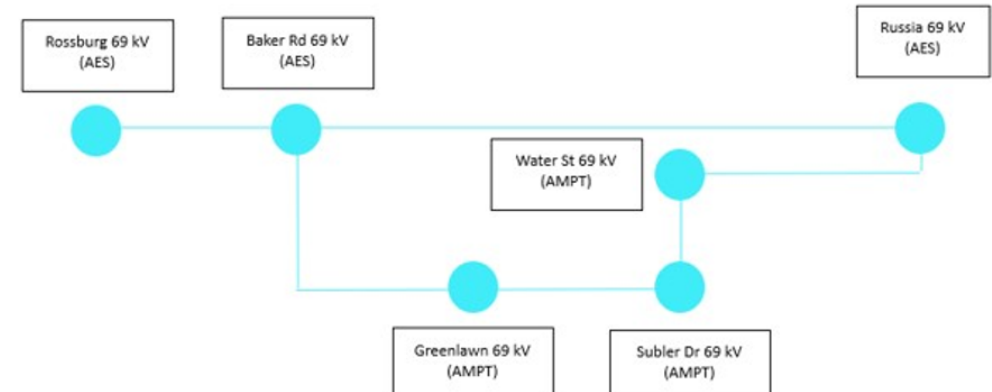 Rossburg 69 kV
(AES)
Baker Rd 69 kV
(AES)
Russia 69 kV
(AES)
Water St 69 kV
(AMPT)
Greenlawn 69 kV
(AMPT)
Subler Dr 69 kV
(AMPT)